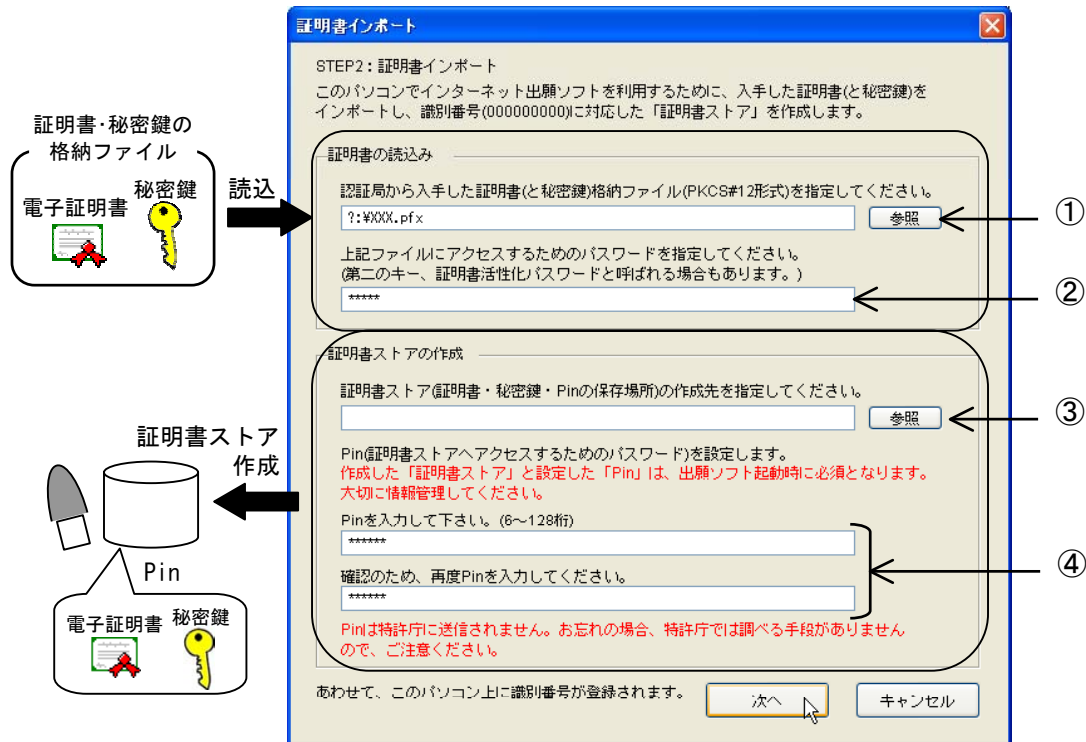 証明書インポート
STEP2：証明書インポート
このパソコンでインターネット出願ソフトを利用するために、入手した証明書(と秘密鍵)を
インポートし、識別番号(000000000)に対応した「証明書ストア」を作成します。
証明書･秘密鍵の
格納ファイル
電子証明書
秘密鍵
読込
証明書の読込み
認証局から入手した証明書(と秘密鍵)格納ファイル(PKCS#12形式)を指定してください。
?:¥XXX.pfx
参照
①
上記ファイルにアクセスするためのパスワードを指定してください。
(第二のキー、証明書活性化パスワードと呼ばれる場合もあります。)
*****
②
証明書ストアの作成
証明書ストア(証明書・秘密鍵・Pinの保存場所)の作成先を指定してください。
参照
③
Pin(証明書ストアへアクセスするためのパスワード)を設定します。
作成した「証明書ストア」と設定した「Pin」は、出願ソフト起動時に必須となります。
大切に情報管理してください。
Pinを入力して下さい。(6～128桁)
******
確認のため、再度Pinを入力してください。
******
④
Pinは特許庁に送信されません。お忘れの場合、特許庁では調べる手段がありません
ので、ご注意ください。
証明書ストア
作成
Pin
電子証明書
秘密鍵
あわせて、このパソコン上に識別番号が登録されます。
次へ
キャンセル